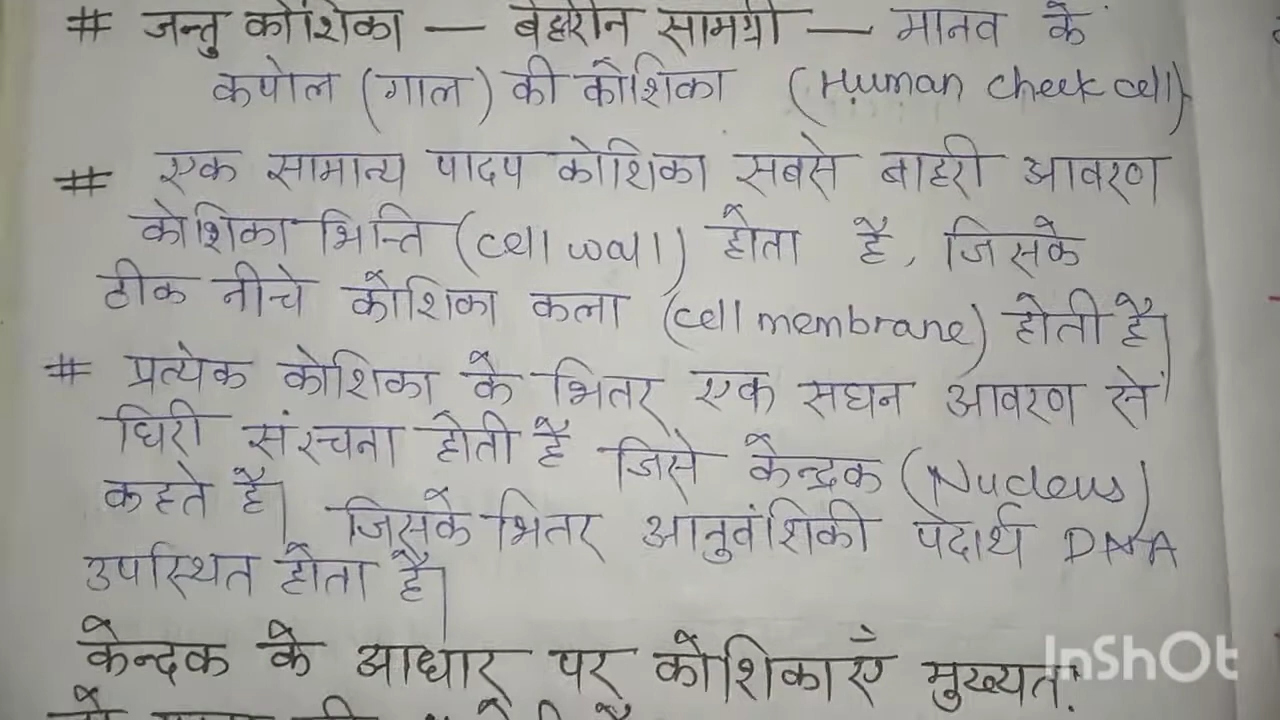 # जन्तु कोशिका — बेहतरीन सामग्री — मानव के
कपोल (गाल) की कोशिका (Human cheek cell)
# एक सामान्य पादप कोशिका सबसे बाहरी आवरण
कोशिका भित्ति (cell wall) होता है, जिसके
ठीक नीचे कोशिका कला (cell membrane) होती है।
# प्रत्येक कोशिका के भितर एक सघन आवरण से
घिरी संरचना होती है जिसे केन्द्रक (Nucleus)
कहते है। जिसके भितर आनुवंशिकी पदार्थ DNA
उपस्थित होता है।
केन्दक के आधार पर कोशिकाएँ मुख्यत:
InShOt